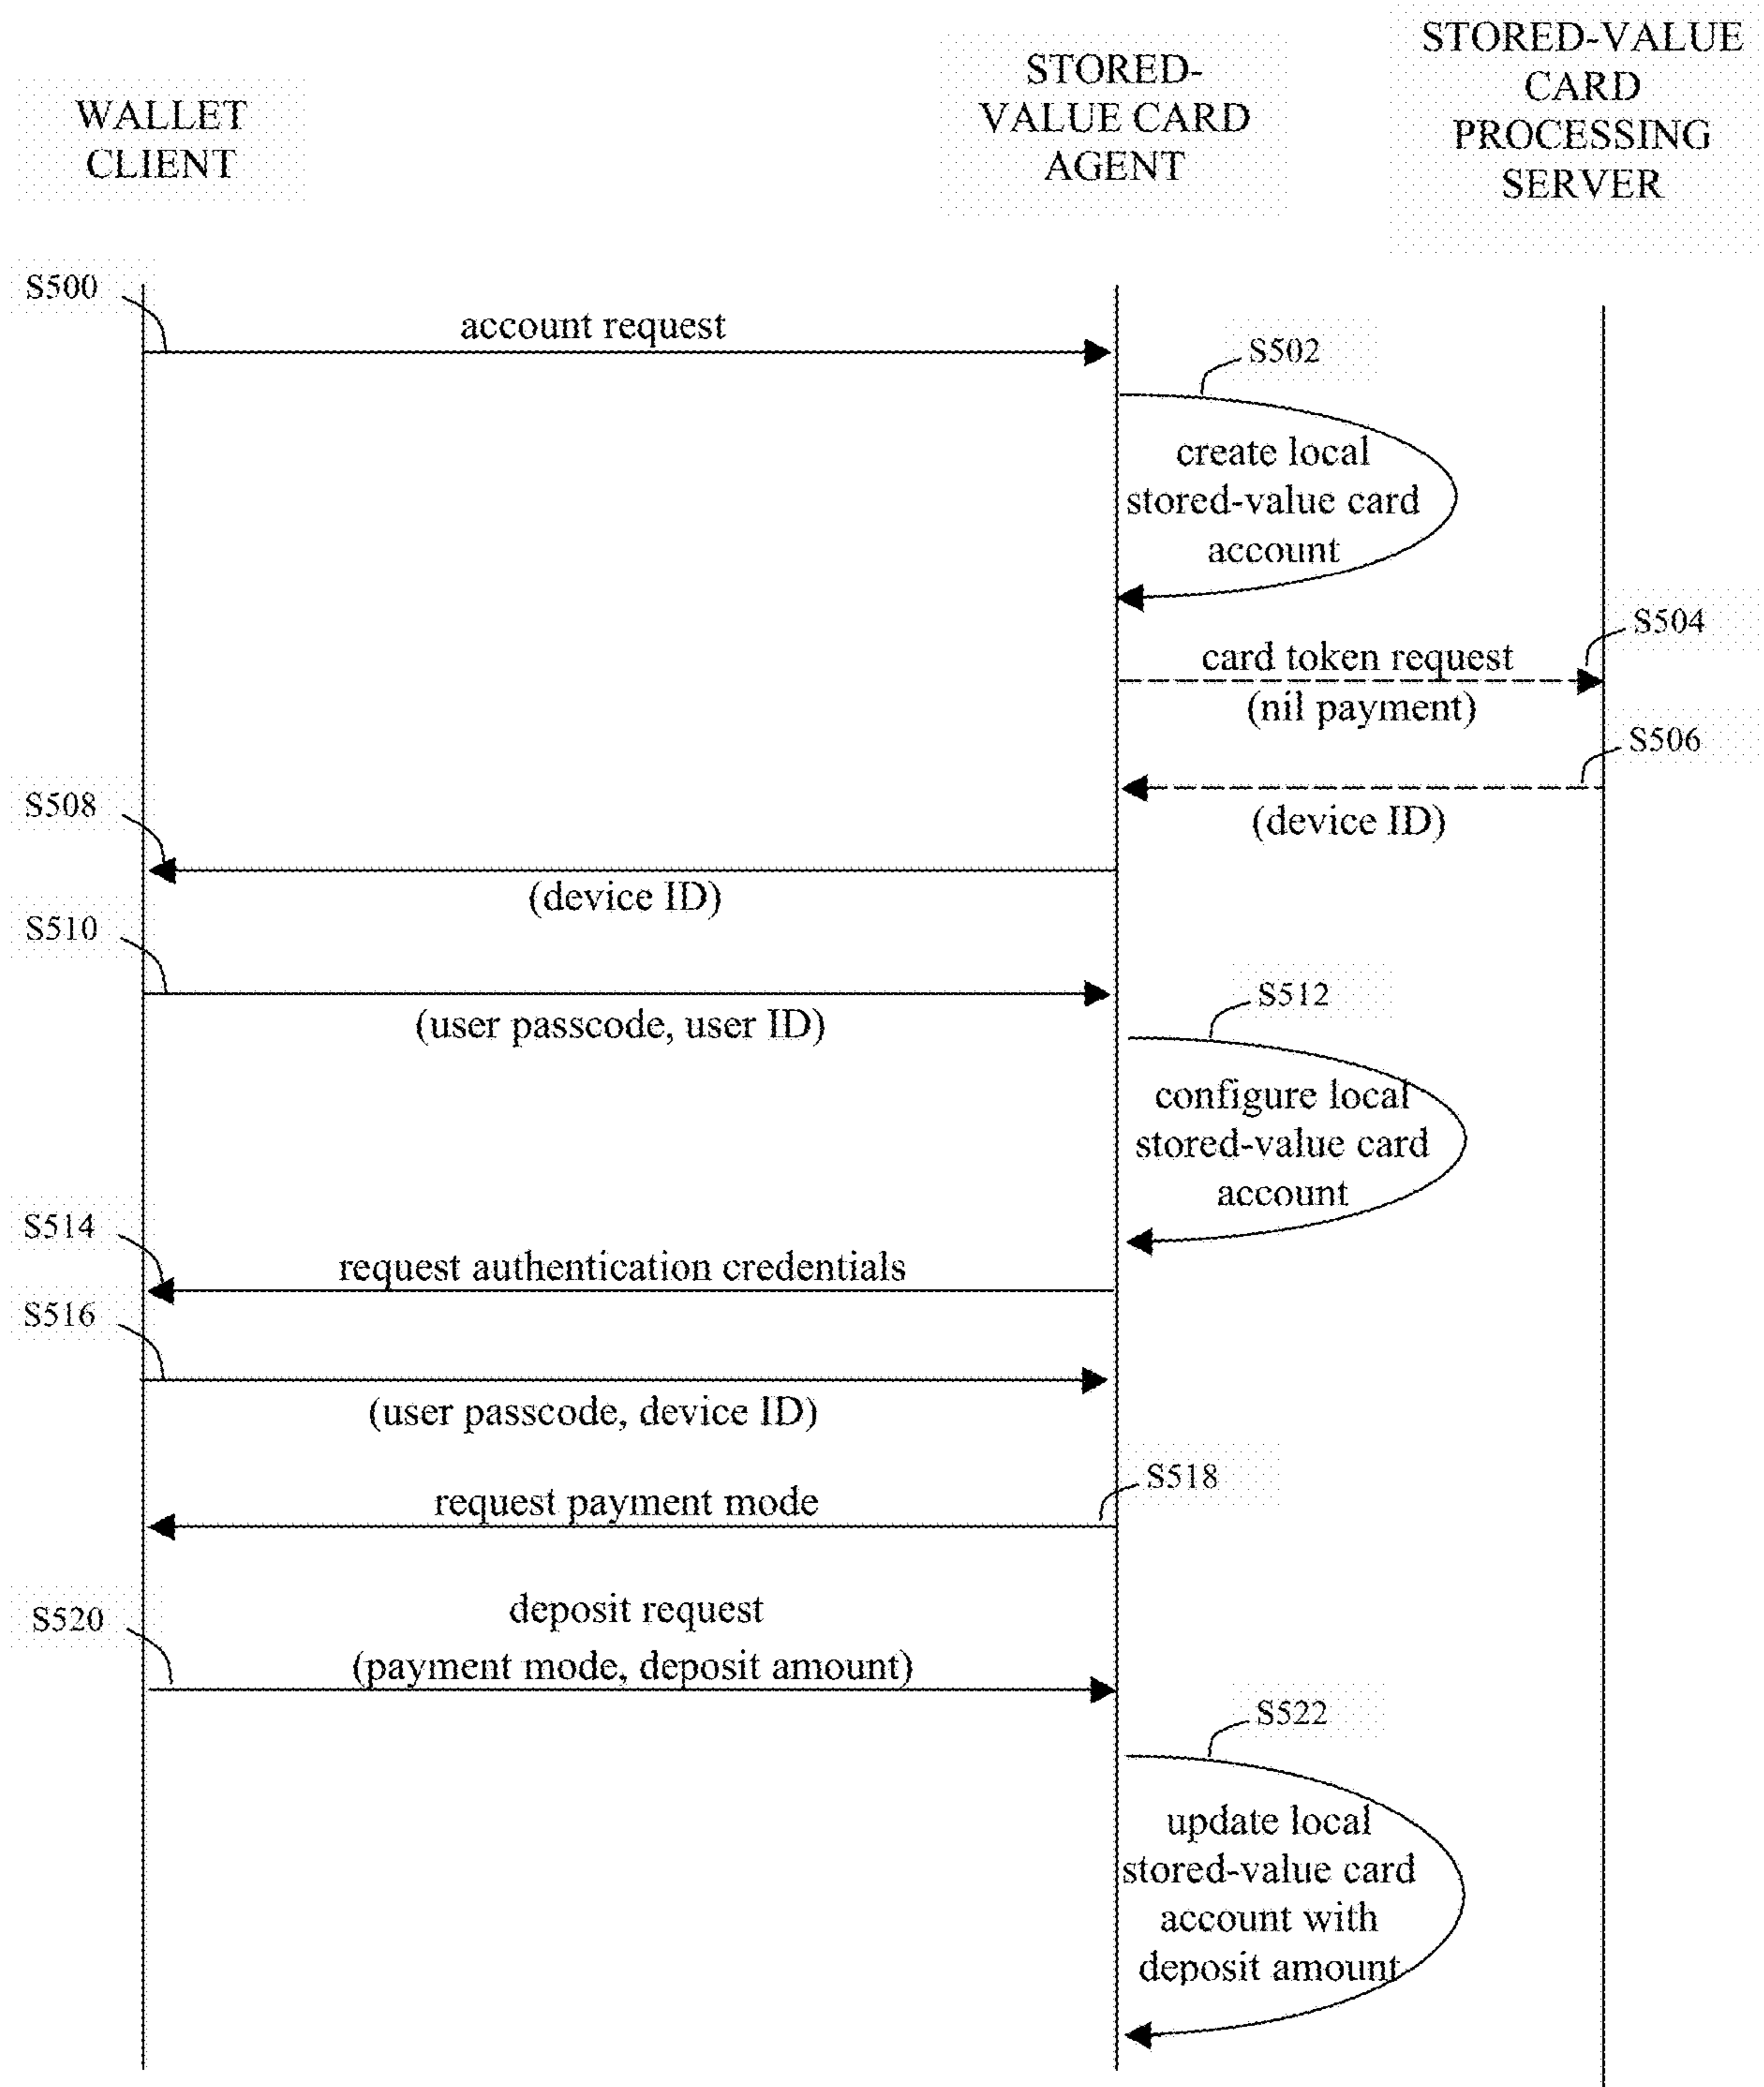 WALLET
CLIENT
STORED-
VALUE CARD
AGENT
STORED-VALUE
CARD
PROCESSING
SERVER
S500
account request
S502
create local
stored-value card
account
S504
card token request
(nil payment)
S506
(device ID)
S508
(device ID)
S510
(user passcode, user ID)
S512
configure local
stored-value card
account
S514
request authentication credentials
S516
(user passcode, device ID)
S518
request payment mode
S520
deposit request
(payment mode, deposit amount)
S522
update local
stored-value card
account with
deposit amount